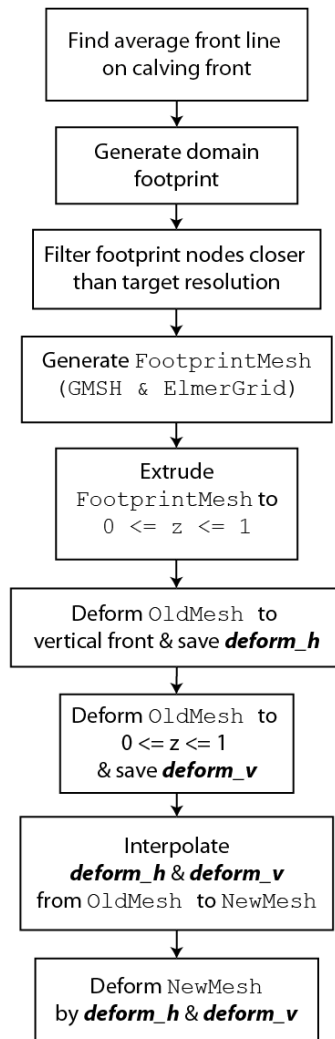 Find average front line
on calving front
Generate domain
footprint
Filter footprint nodes closer
than target resolution
Generate FootprintMesh
(GMSH & ElmerGrid)
Extrude
FootprintMesh to
0 <= z <= 1
Deform OldMesh to
vertical front & save deform_h
Deform OldMesh to
0 <= z <= 1
& save deform_v
Interpolate
deform_h & deform_v
from OldMesh to NewMesh
Deform NewMesh
by deform_h & deform_v